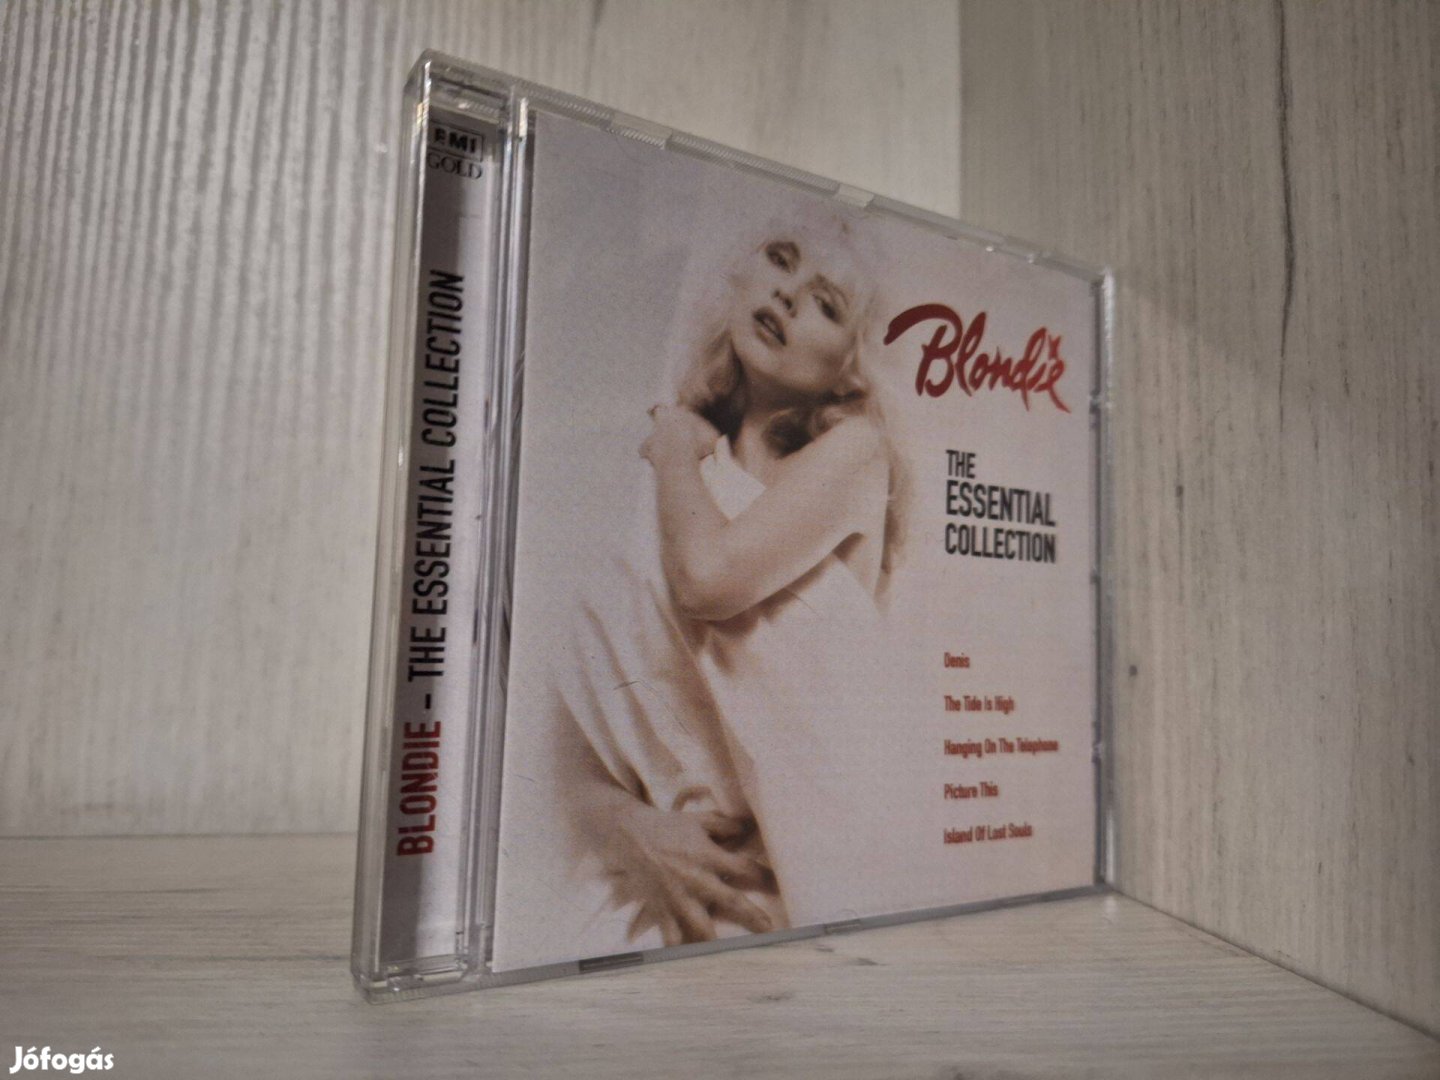 EMI
GOLD
BLONDIE – THE ESSENTIAL COLLECTION
Blondie
THE
ESSENTIAL
COLLECTION
Denis
The Tide Is High
Hanging On The Telephone
Picture This
Island Of Lost Souls
Jófogás